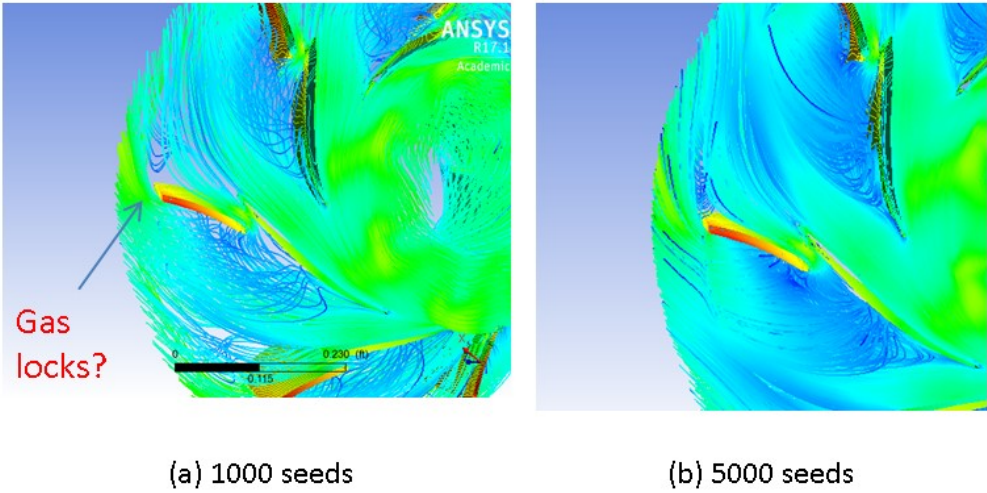 ANSYS
R17.1
Academic
Gas
locks?
0
0.230 (ft)
0.115
(a) 1000 seeds
(b) 5000 seeds